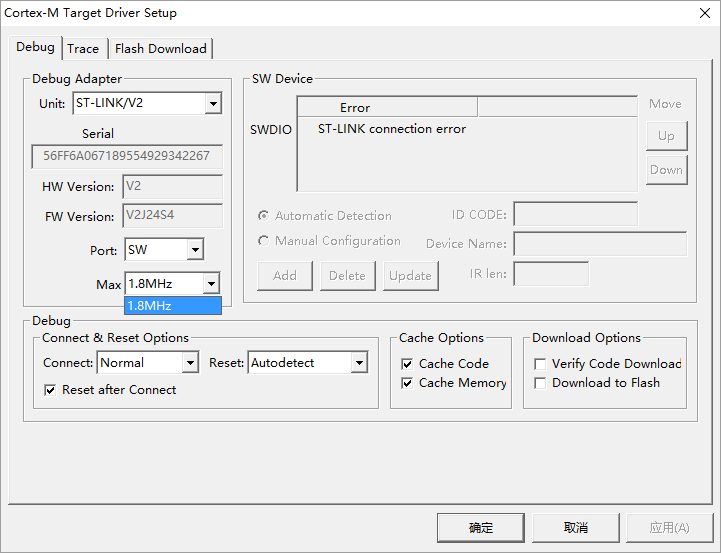 Cortex-M Target Driver Setup
Debug
Trace
Flash Download
Debug Adapter
Unit:
ST-LINK/V2
Serial
56FF6A067189554929342267
HW Version:
V2
FW Version:
V2J24S4
Port:
SW
Max
1.8MHz
1.8MHz
SW Device
Error
SWDIO
ST-LINK connection error
Move
Up
Down
Automatic Detection
Manual Configuration
ID CODE:
Device Name:
Add
Delete
Update
IR len:
Debug
Connect & Reset Options
Connect:
Normal
Reset:
Autodetect
Reset after Connect
Cache Options
Cache Code
Cache Memory
Download Options
Verify Code Download
Download to Flash
确定
取消
应用(A)